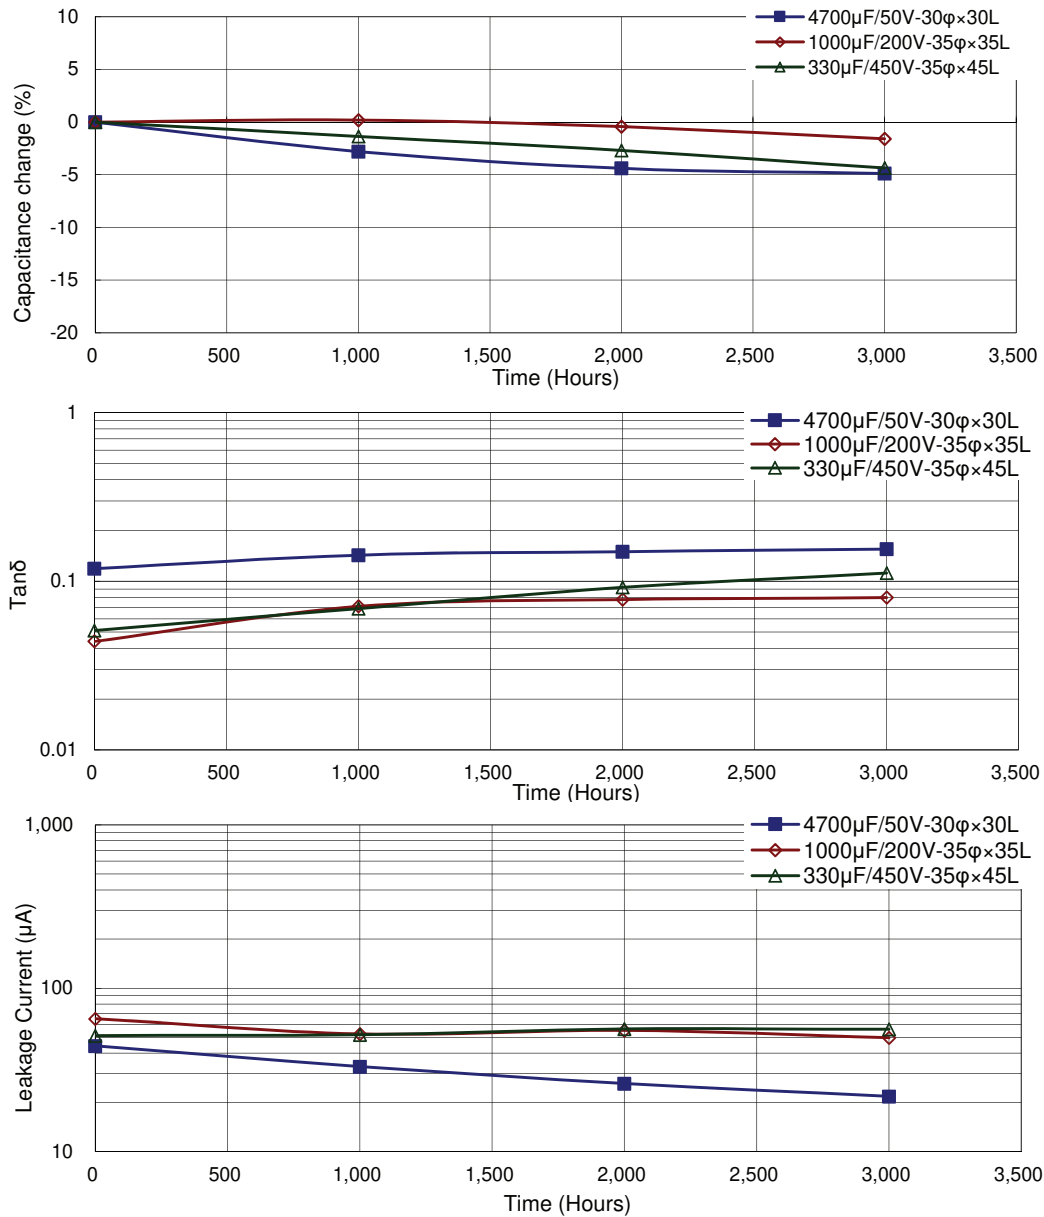 4700µF/50V-30φ×30L
1000µF/200V-35φ×35L
330µF/450V-35φ×45L
10
5
0
-5
-10
-15
-20
Capacitance change (%)
0 500 1,000 1,500 2,000 2,500 3,000 3,500
Time (Hours)
4700µF/50V-30φ×30L
1000µF/200V-35φ×35L
330µF/450V-35φ×45L
1
0.1
0.01
Tanδ
0 500 1,000 1,500 2,000 2,500 3,000 3,500
Time (Hours)
4700µF/50V-30φ×30L
1000µF/200V-35φ×35L
330µF/450V-35φ×45L
1,000
100
10
Leakage Current (µA)
0 500 1,000 1,500 2,000 2,500 3,000 3,500
Time (Hours)